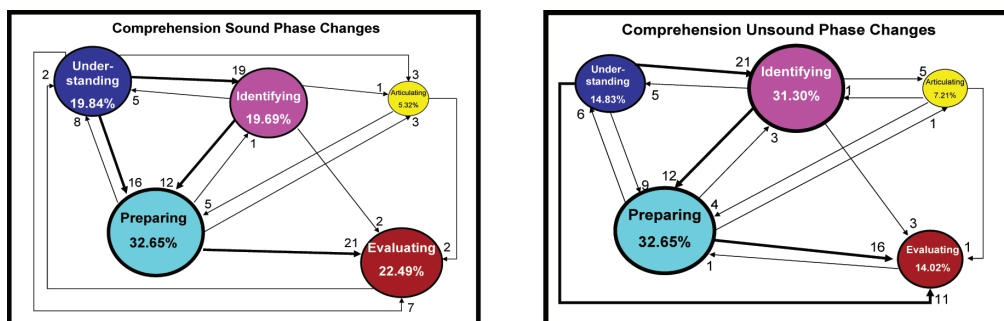 Comprehension Sound Phase Changes
2
Under-
standing
19.84%
19
5
8
Identifying
19.69%
1
3
Articulating
5.32%
3
1
16
12
5
Preparing
32.65%
21
2
Evaluating
22.49%
2
7
Comprehension Unsound Phase Changes
Under-
standing
14.83%
21
5
6
Identifying
31.30%
1
5
Articulating
7.21%
1
3
9
12
4
Preparing
32.65%
16
1
3
Evaluating
14.02%
1
11